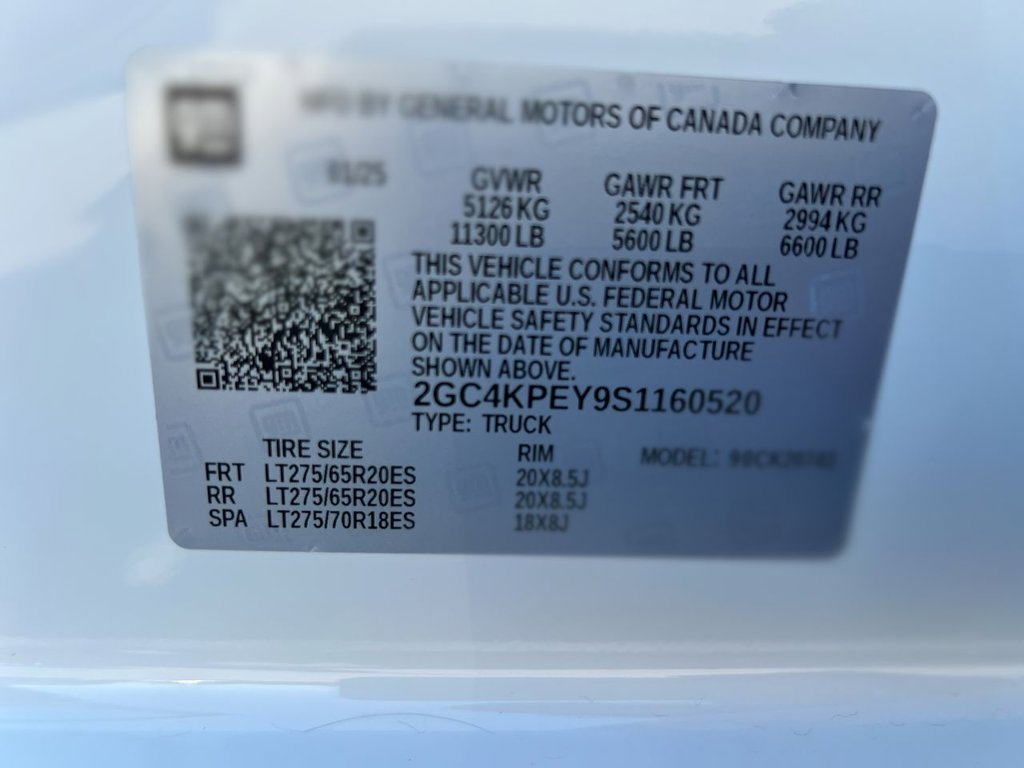 MFD BY GENERAL MOTORS OF CANADA COMPANY
01/25
GVWR GAWR FRT GAWR RR
5126 KG 2540 KG 2994 KG
11300 LB 5600 LB 6600 LB
THIS VEHICLE CONFORMS TO ALL
APPLICABLE U.S. FEDERAL MOTOR
VEHICLE SAFETY STANDARDS IN EFFECT
ON THE DATE OF MANUFACTURE
SHOWN ABOVE.
2GC4KPEY9S1160520
TYPE: TRUCK
TIRE SIZE RIM MODEL:
FRT LT275/65R20ES 20X8.5J
RR LT275/65R20ES 20X8.5J
SPA LT275/70R18ES 18X8J